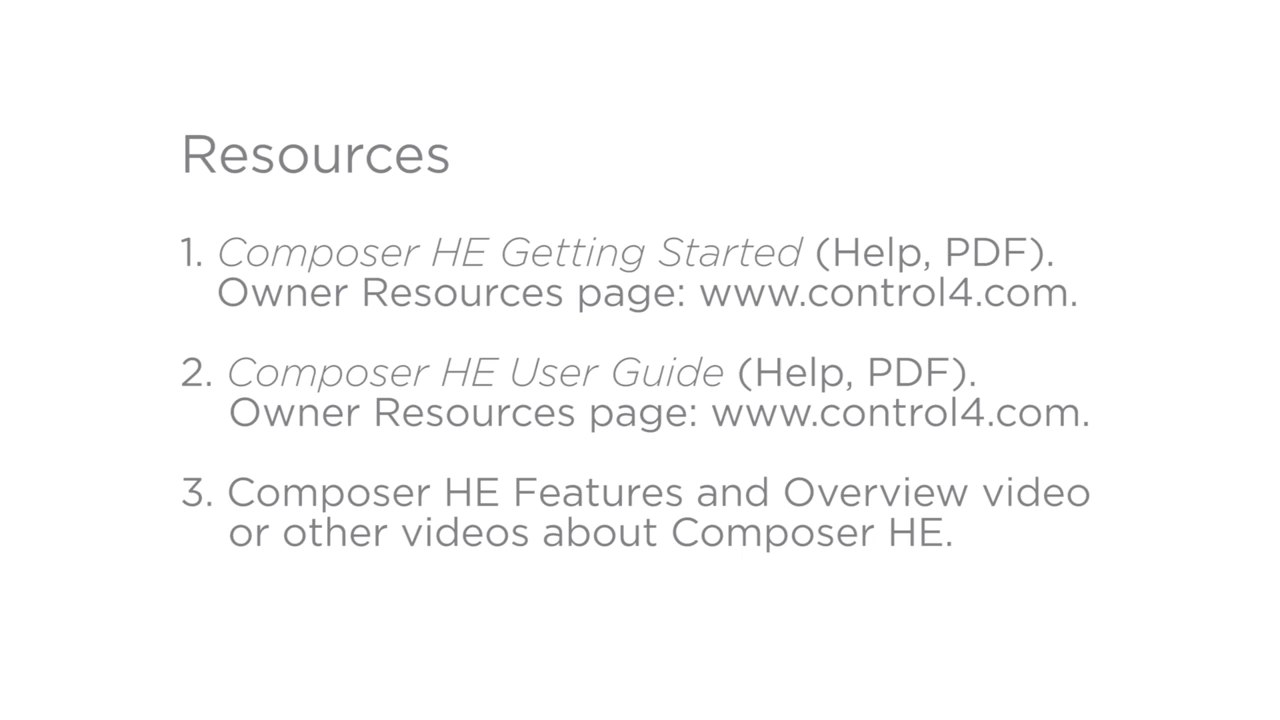 Resources
1. Composer HE Getting Started (Help, PDF).
Owner Resources page: www.control4.com.
2. Composer HE User Guide (Help, PDF).
Owner Resources page: www.control4.com.
3. Composer HE Features and Overview video
or other videos about Composer HE.